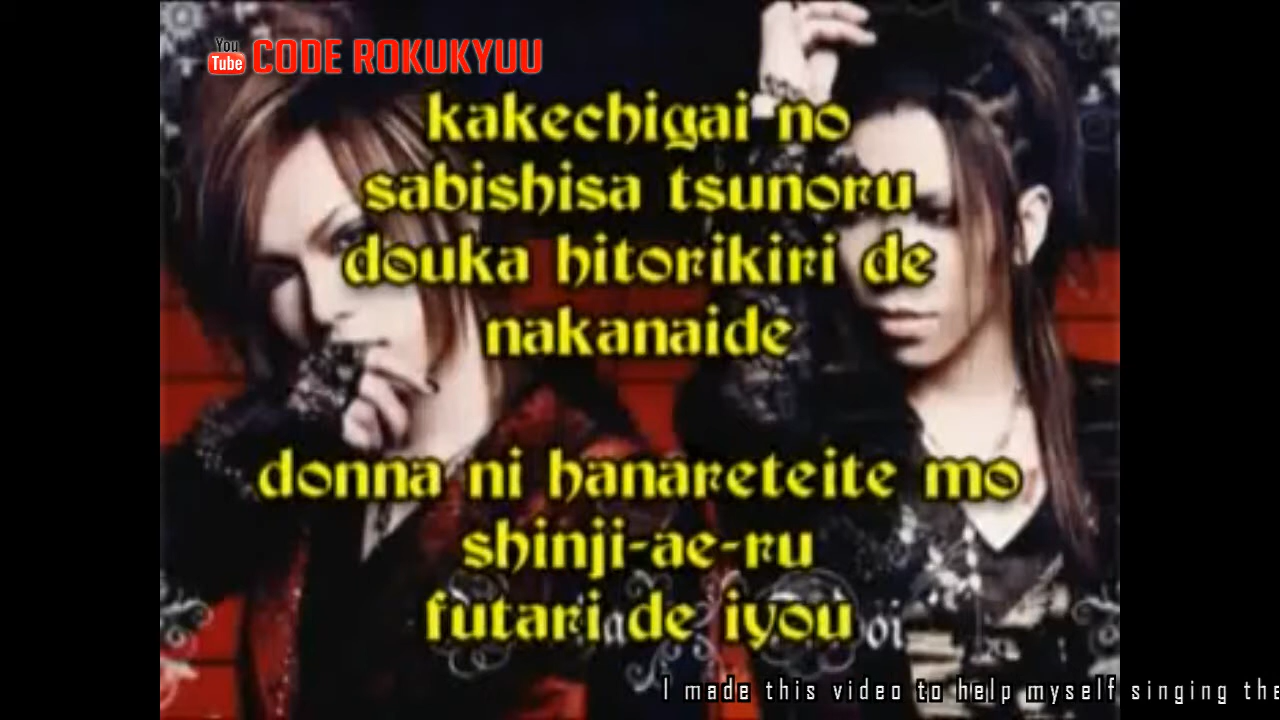 You Tube CODE ROKUKYUU
kakechigai no
sabishisa tsunoru
douka hitorikiri de
nakanaide
donna ni hanareteite mo
shinji-ae-ru
futari de iyou
I made this video to help myself singing the